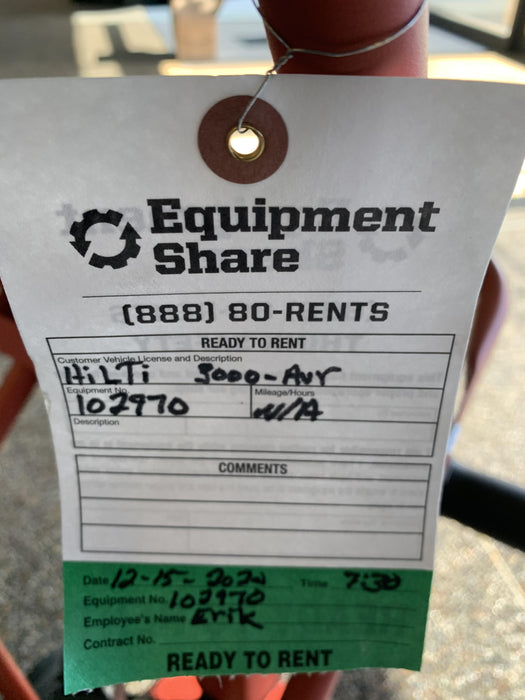 Equipment
Share
(888) 80-RENTS
READY TO RENT
Customer Vehicle License and Description
HiLTi 3000-AVR
Equipment No.
107970
Mileage/Hours
N/A
Description
COMMENTS
Date 12-15-2020 Time 7:30
Equipment No. 107970
Employee's Name Erik
Contract No.
READY TO RENT